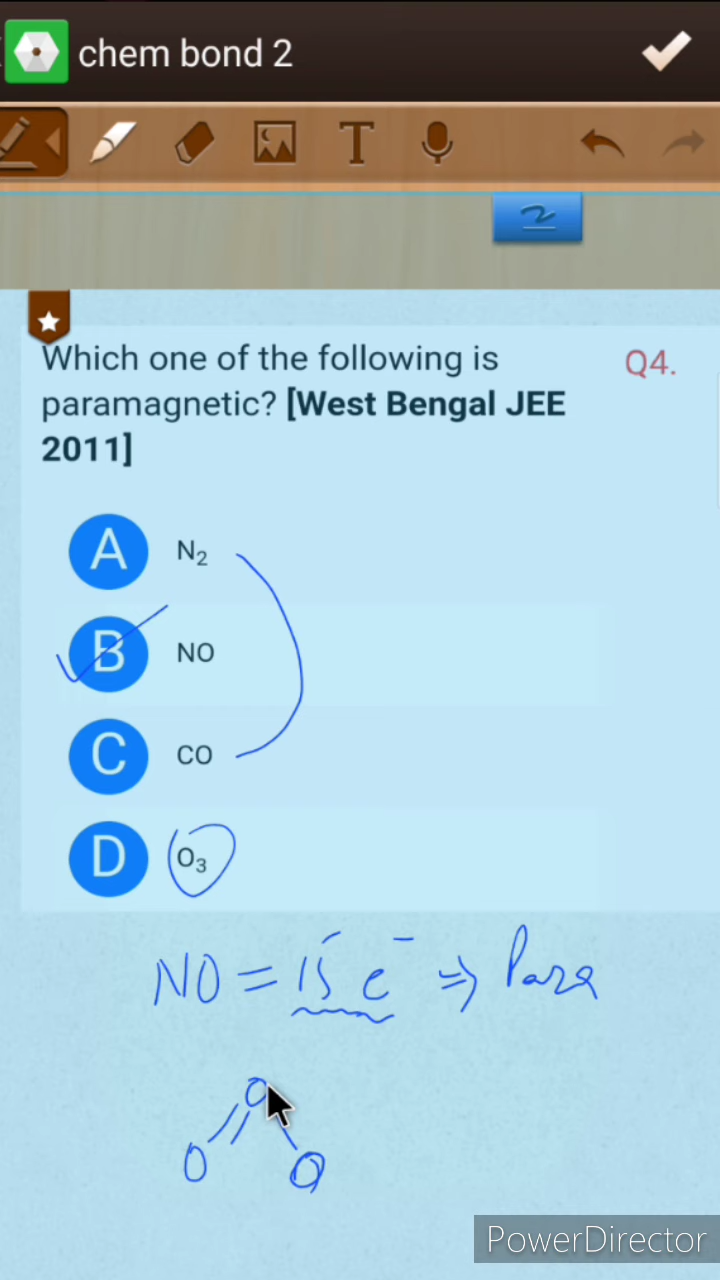 chem bond 2
T
2
Which one of the following is Q4.
paramagnetic? [West Bengal JEE
2011]
A N₂
B NO
C CO
D O₃
NO = 15 e⁻ ⇒ Para
O
O O
PowerDirector